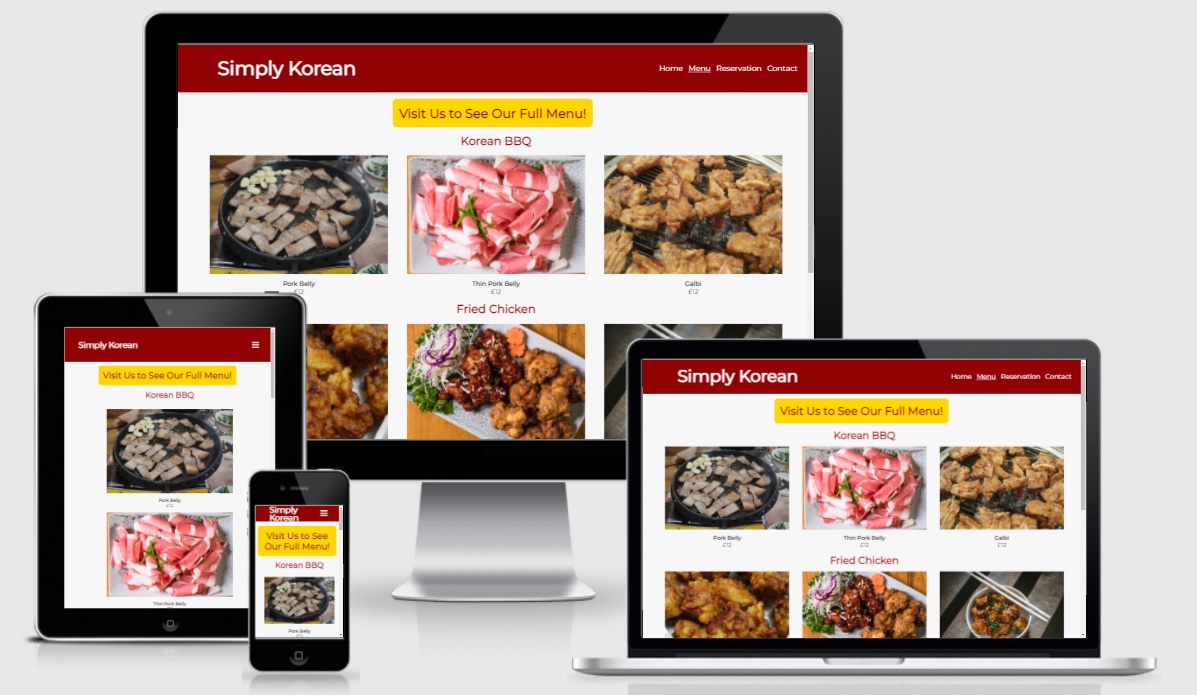 Simply Korean
Home Menu Reservation Contact
Visit Us to See Our Full Menu!
Korean BBQ
Pork Belly
£12
Thin Pork Belly
£12
Galbi
£12
Fried Chicken
Simply Korean
Visit Us to See Our Full Menu!
Korean BBQ
Pork Belly
£12
Thin Pork Belly
Simply
Korean
Visit Us to See
Our Full Menu!
Korean BBQ
Pork Belly
Simply Korean
Home Menu Reservation Contact
Visit Us to See Our Full Menu!
Korean BBQ
Pork Belly
£12
Thin Pork Belly
£12
Galbi
£12
Fried Chicken